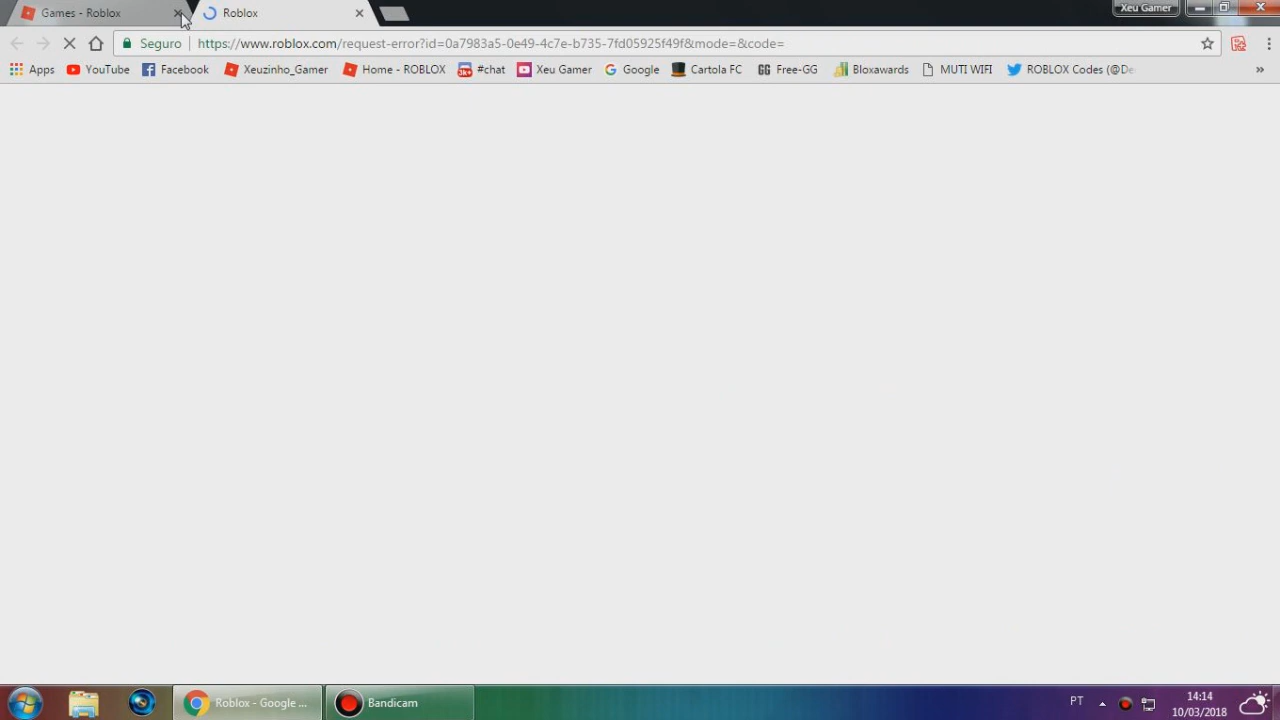 Games - Roblox
Roblox
Xeu Gamer
Seguro https://www.roblox.com/request-error?id=0a7983a5-0e49-4c7e-b735-7fd05925f49f&mode=&code=
Apps YouTube Facebook Xeuzinho_Gamer Home - ROBLOX 3k+ #chat Xeu Gamer Google Cartola FC GG Free-GG Bloxawards MUTI WIFI ROBLOX Codes (@De »
Roblox - Google ...
Bandicam
PT
14:14
10/03/2018